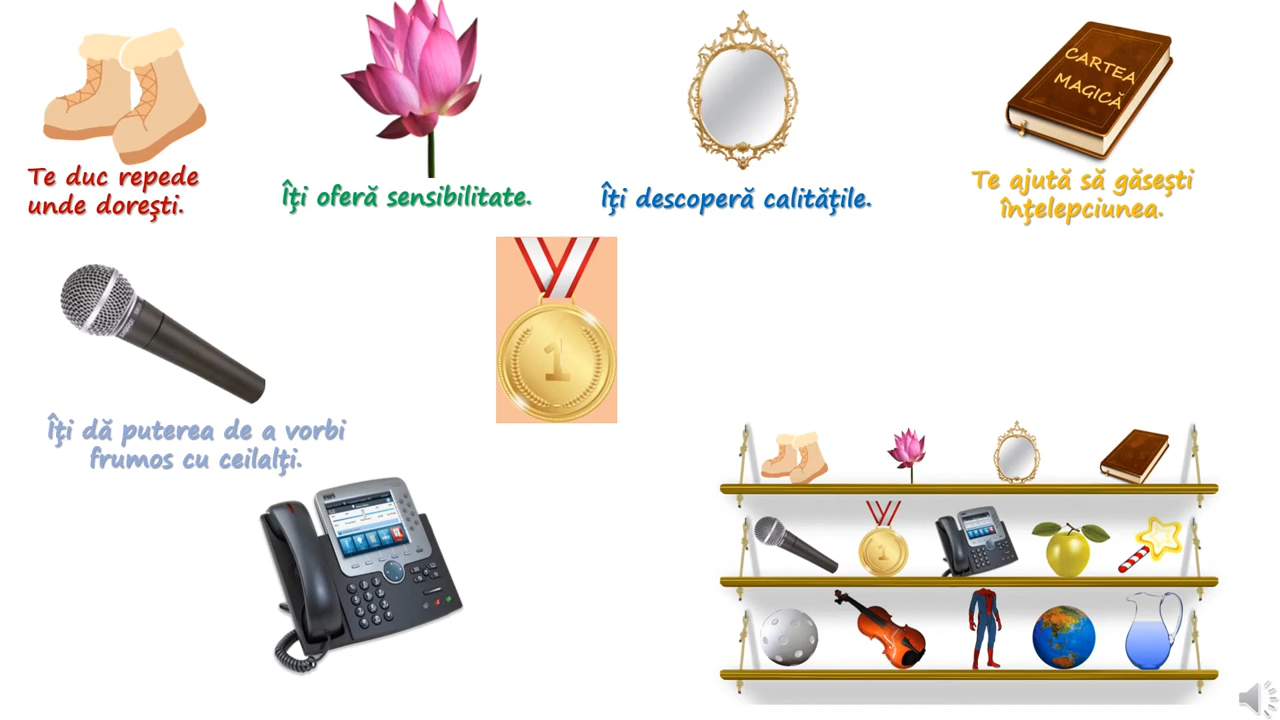 Te duc repede
unde dorești.
Îți oferă sensibilitate.
Îți descoperă calitățile.
CARTEA
MAGICĂ
Te ajută să găsești
înțelepciunea.
1
Îți dă puterea de a vorbi
frumos cu ceilalți.
1